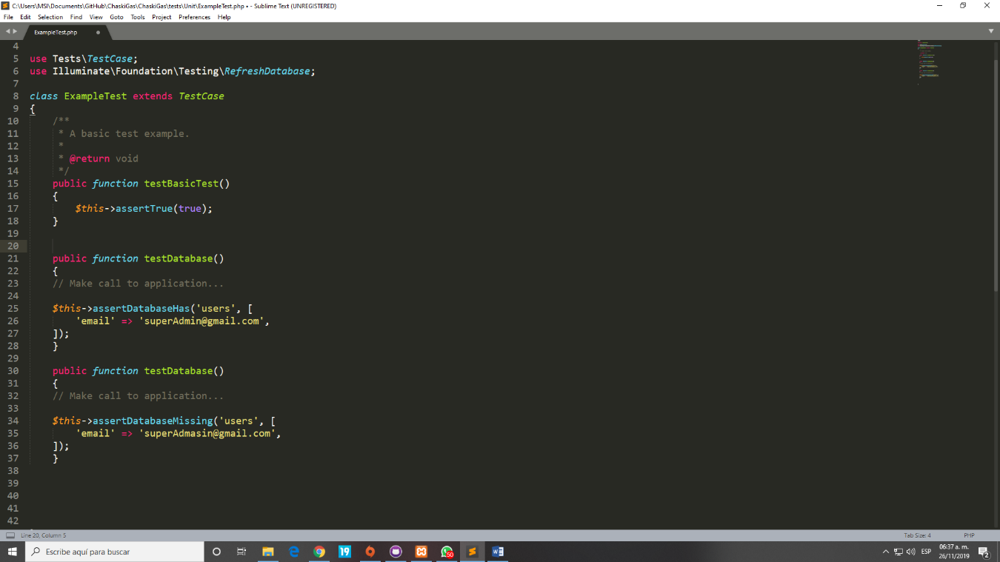 C:\Users\MSI\Documents\GitHub\ChaskiGas\ChaskiGas\tests\Unit\ExampleTest.php • - Sublime Text (UNREGISTERED)
File Edit Selection Find View Goto Tools Project Preferences Help
ExampleTest.php
4
5 use Tests\TestCase;
6 use Illuminate\Foundation\Testing\RefreshDatabase;
7
8 class ExampleTest extends TestCase
9 {
10 /**
11 * A basic test example.
12 *
13 * @return void
14 */
15 public function testBasicTest()
16 {
17 $this->assertTrue(true);
18 }
19
20
21 public function testDatabase()
22 {
23 // Make call to application...
24
25 $this->assertDatabaseHas('users', [
26 'email' => 'superAdmin@gmail.com',
27 ]);
28 }
29
30 public function testDatabase()
31 {
32 // Make call to application...
33
34 $this->assertDatabaseMissing('users', [
35 'email' => 'superAdmasin@gmail.com',
36 ]);
37 }
38
39
40
41
42
Line 20, Column 5 Tab Size: 4 PHP
Escribe aquí para buscar 19 50 ESP 06:37 a. m.
26/11/2019 2